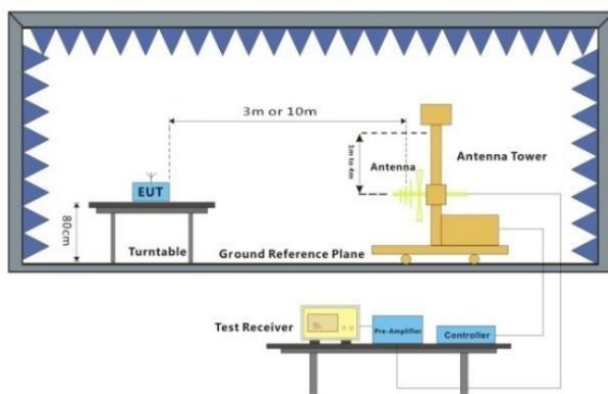 3m or 10m
1m to 4m
Antenna
Antenna Tower
EUT
80cm
Turntable
Ground Reference Plane
Test Receiver
Pre-Amplifier
Controller